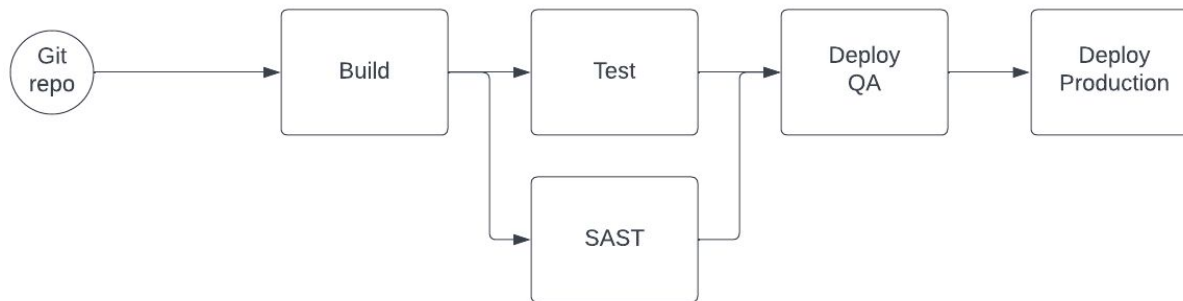 Git
repo
Build
Test
Deploy
QA
Deploy
Production
SAST